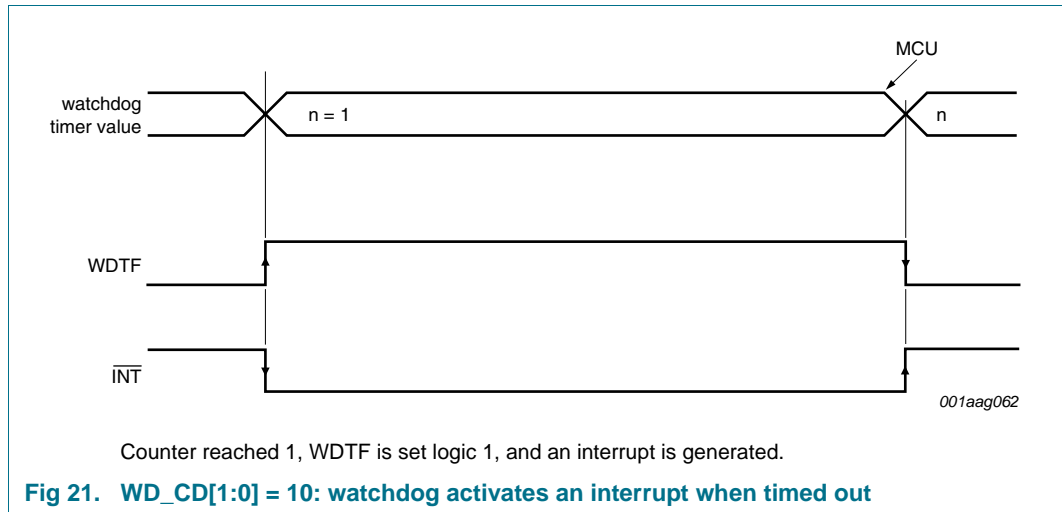 MCU
watchdog
timer value
n = 1
n
WDTF
INT
001aag062
Counter reached 1, WDTF is set logic 1, and an interrupt is generated.
Fig 21. WD_CD[1:0] = 10: watchdog activates an interrupt when timed out